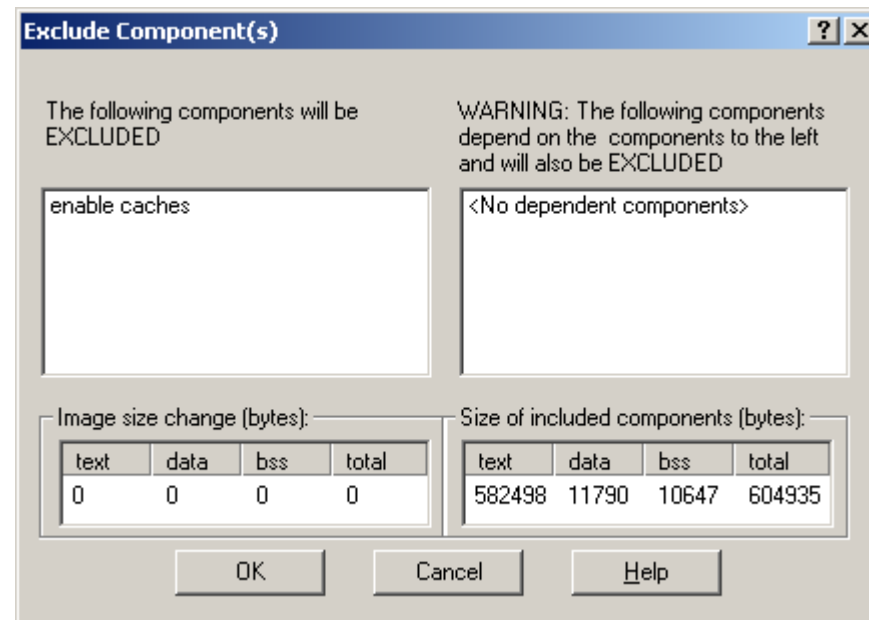 Exclude Component(s)
The following components will be
EXCLUDED
WARNING: The following components
depend on the  components to the left
and will also be EXCLUDED
enable caches
<No dependent components>
Image size change (bytes):
text data bss total
0 0 0 0
Size of included components (bytes):
text data bss total
582498 11790 10647 604935
OK Cancel Help